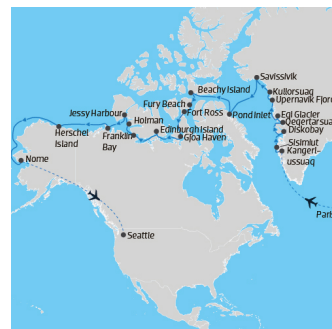 Savissivik
Kullorsuaq
Upernavik Fjord
Beachy Island
Fury Beach
Jessy Harbour
Fort Ross
Pond Inlet
Eqi Glacier
Qeqertarsuaq
Diskobay
Holman
Edinburgh Island
Herschel
Island
Franklin
Bay
Gjoa Haven
Sisimiut
Kangerl-
ussuaq
Nome
Paris
Seattle